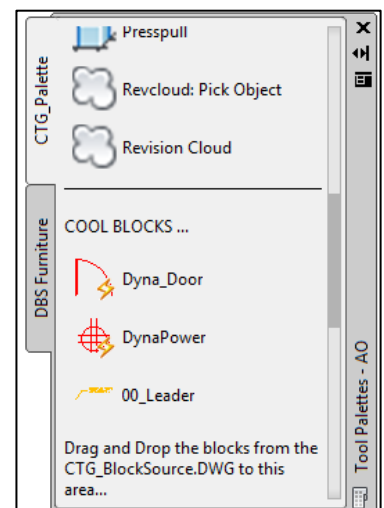 Presspull
Revcloud: Pick Object
Revision Cloud
COOL BLOCKS ...
Dyna_Door
DynaPower
00_Leader
Drag and Drop the blocks from the
CTG_BlockSource.DWG to this
area...
CTG_Palette
DBS Furniture
Tool Palettes - AO